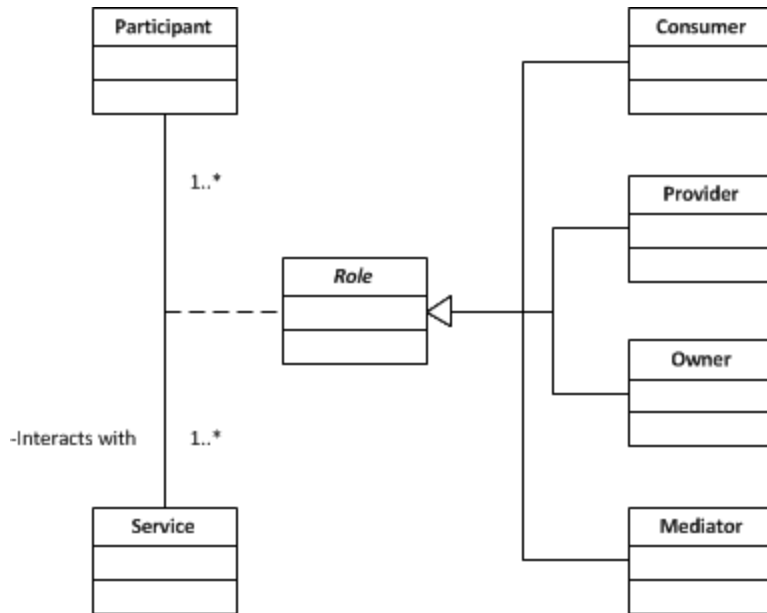 Participant
Consumer
1..*
Provider
Role
Owner
-Interacts with
1..*
Service
Mediator